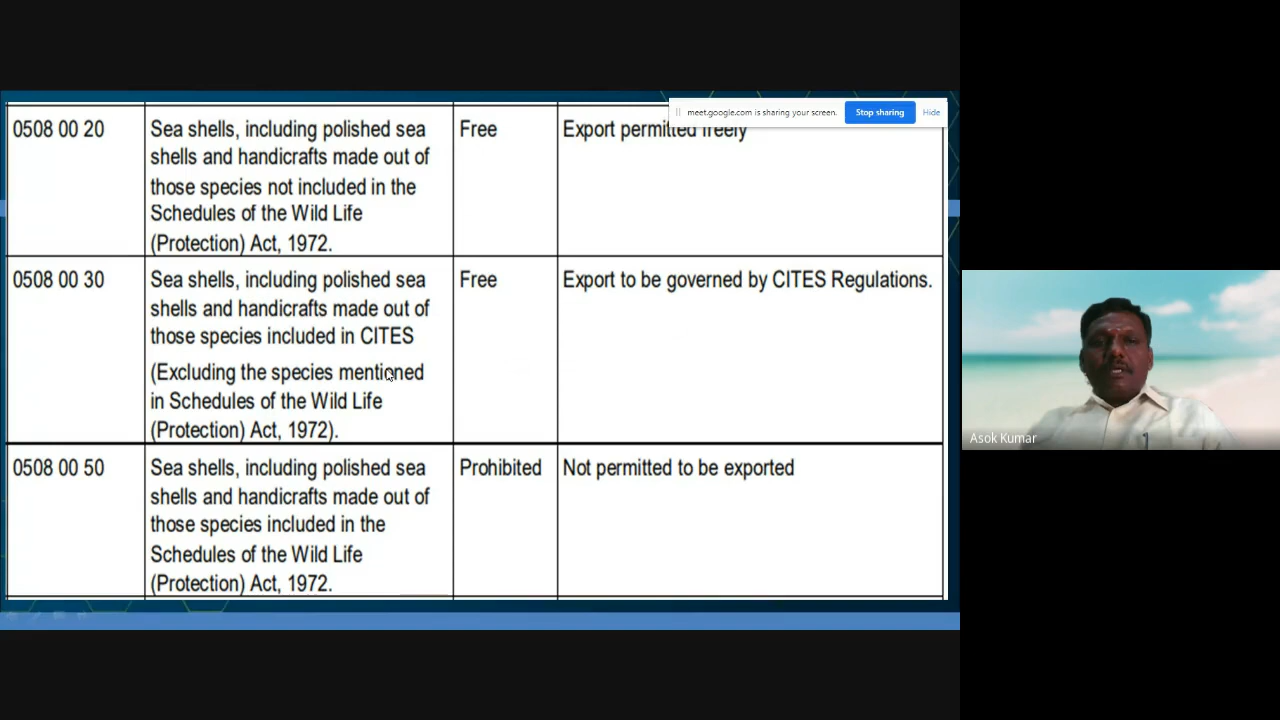 meet.google.com is sharing your screen.
Stop sharing
Hide
0508 00 20
Sea shells, including polished sea
shells and handicrafts made out of
those species not included in the
Schedules of the Wild Life
(Protection) Act, 1972.
Free
Export permitted freely
0508 00 30
Sea shells, including polished sea
shells and handicrafts made out of
those species included in CITES
(Excluding the species mentioned
in Schedules of the Wild Life
(Protection) Act, 1972).
Free
Export to be governed by CITES Regulations.
0508 00 50
Sea shells, including polished sea
shells and handicrafts made out of
those species included in the
Schedules of the Wild Life
(Protection) Act, 1972.
Prohibited
Not permitted to be exported
Asok Kumar